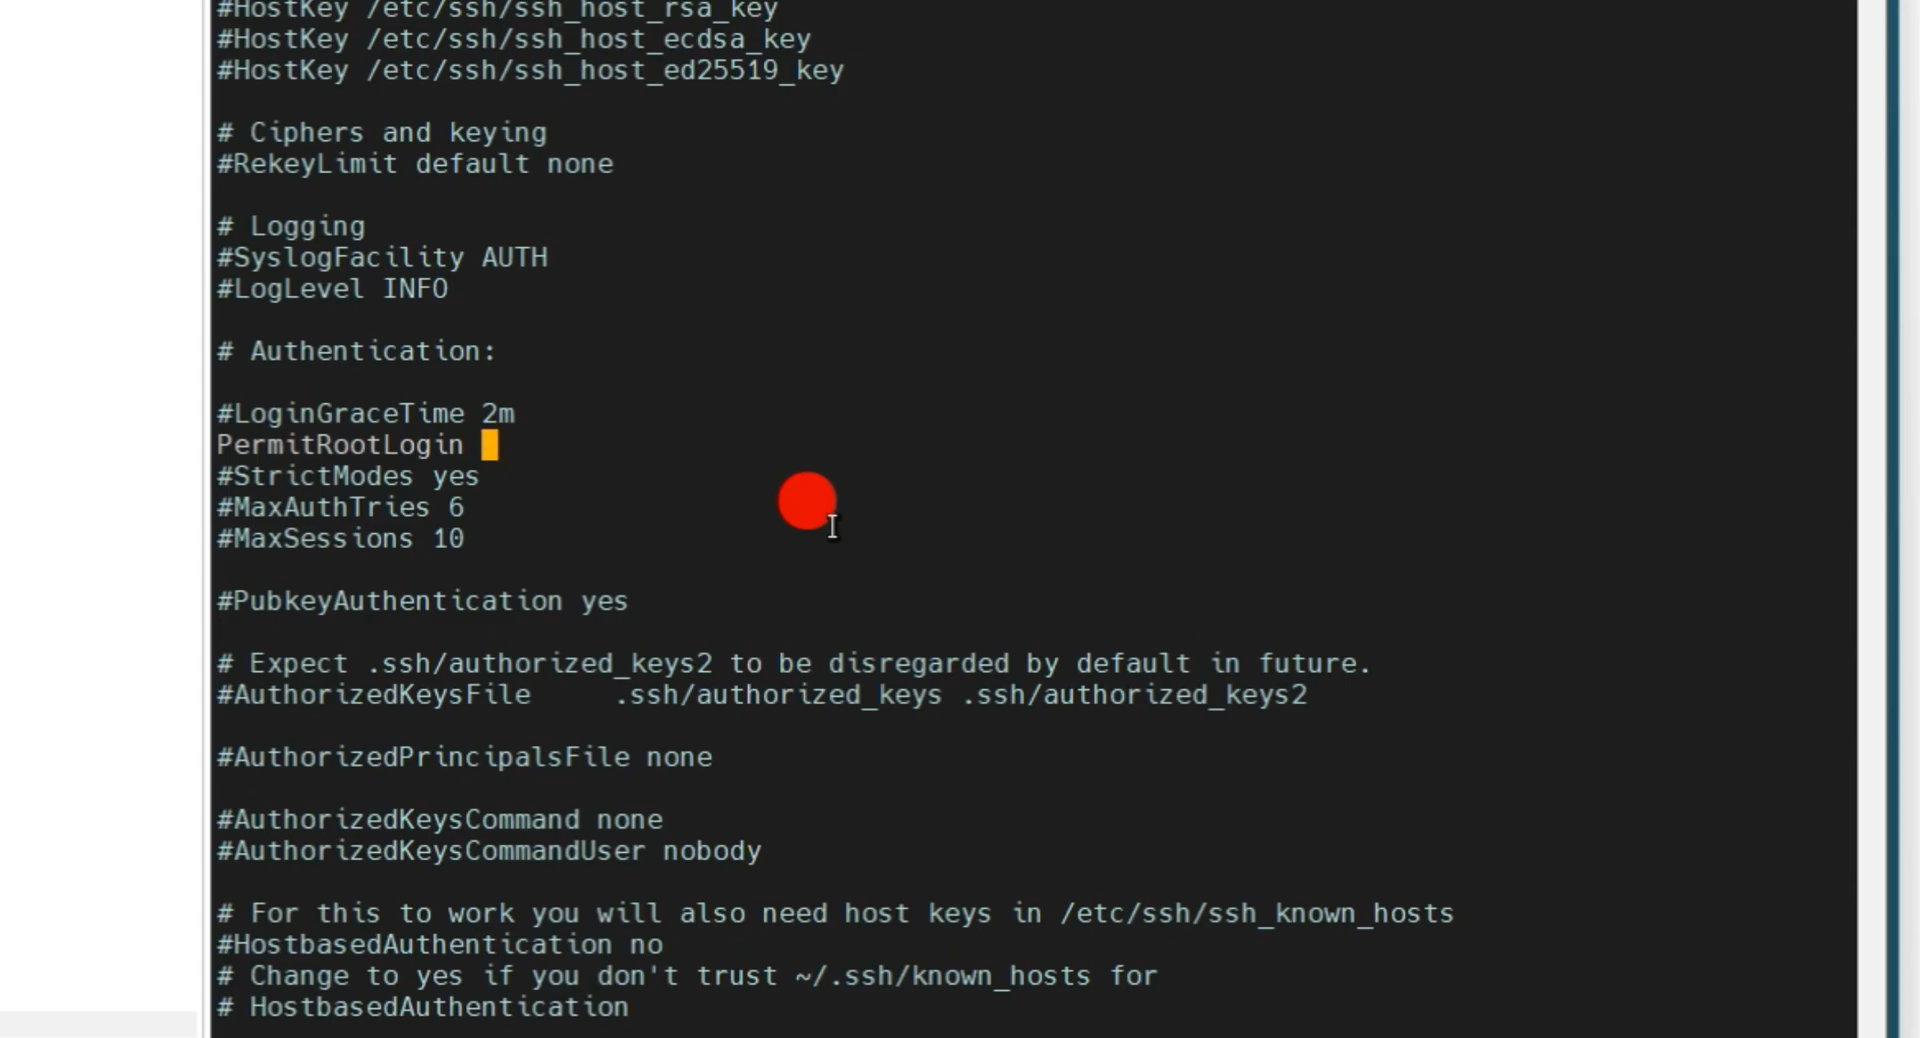 #HostKey /etc/ssh/ssh_host_rsa_key
#HostKey /etc/ssh/ssh_host_ecdsa_key
#HostKey /etc/ssh/ssh_host_ed25519_key
# Ciphers and keying
#RekeyLimit default none
# Logging
#SyslogFacility AUTH
#LogLevel INFO
# Authentication:
#LoginGraceTime 2m
PermitRootLogin
#StrictModes yes
#MaxAuthTries 6
#MaxSessions 10
#PubkeyAuthentication yes
# Expect .ssh/authorized_keys2 to be disregarded by default in future.
#AuthorizedKeysFile     .ssh/authorized_keys .ssh/authorized_keys2
#AuthorizedPrincipalsFile none
#AuthorizedKeysCommand none
#AuthorizedKeysCommandUser nobody
# For this to work you will also need host keys in /etc/ssh/ssh_known_hosts
#HostbasedAuthentication no
# Change to yes if you don't trust ~/.ssh/known_hosts for
# HostbasedAuthentication